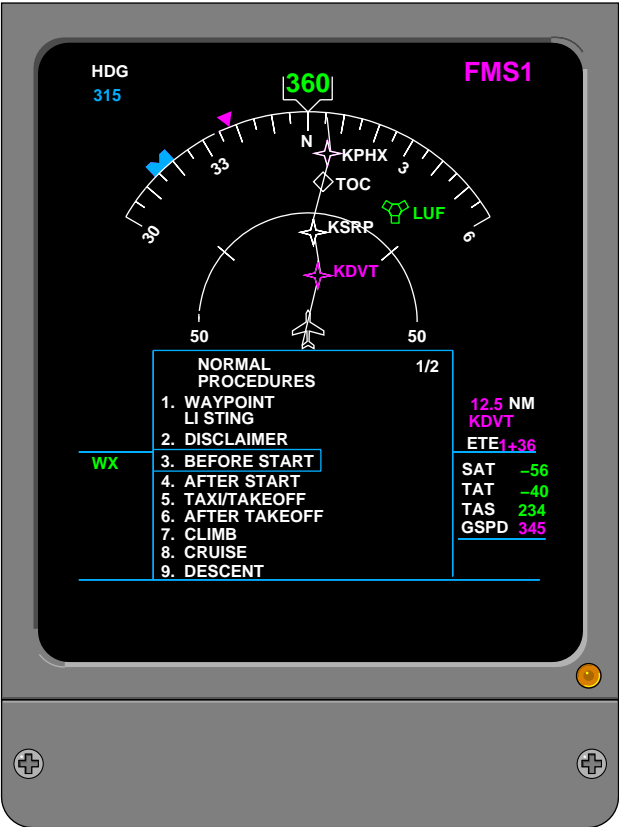 HDG
315
FMS1
360
N
33
3
30
6
KPHX
TOC
LUF
KSRP
KDVT
50
50
NORMAL 1/2
PROCEDURES
1. WAYPOINT
LI STING
2. DISCLAIMER
3. BEFORE START
4. AFTER START
5. TAXI/TAKEOFF
6. AFTER TAKEOFF
7. CLIMB
8. CRUISE
9. DESCENT
WX
12.5 NM
KDVT
ETE1+36
SAT −56
TAT −40
TAS 234
GSPD 345